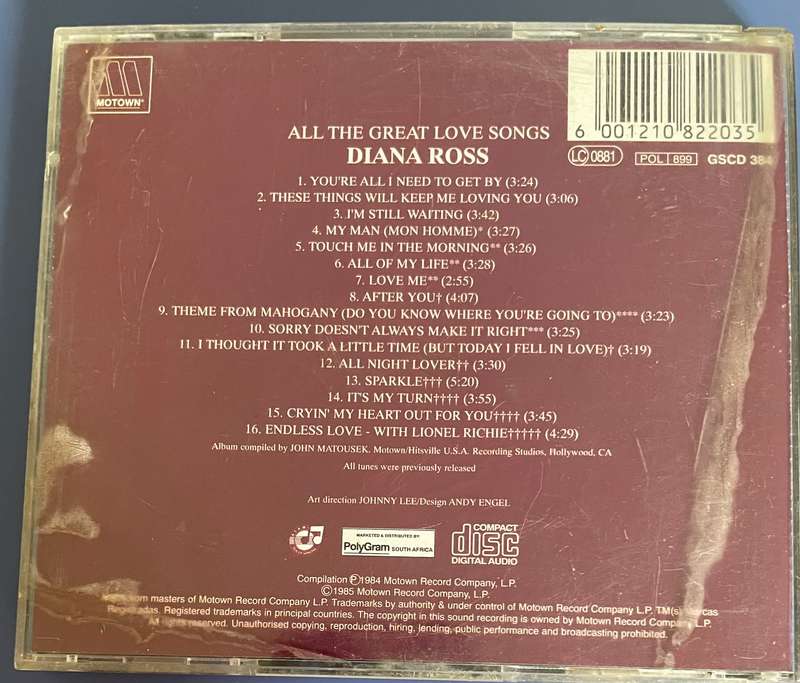 MOTOWN®
6 001210 822035
ALL THE GREAT LOVE SONGS
DIANA ROSS
LC 0881
POL 899 GSCD 384
1. YOU'RE ALL I NEED TO GET BY (3:24)
2. THESE THINGS WILL KEEP ME LOVING YOU (3:06)
3. I'M STILL WAITING (3:42)
4. MY MAN (MON HOMME)* (3:27)
5. TOUCH ME IN THE MORNING** (3:26)
6. ALL OF MY LIFE** (3:28)
7. LOVE ME** (2:55)
8. AFTER YOU† (4:07)
9. THEME FROM MAHOGANY (DO YOU KNOW WHERE YOU'RE GOING TO)**** (3:23)
10. SORRY DOESN'T ALWAYS MAKE IT RIGHT*** (3:25)
11. I THOUGHT IT TOOK A LITTLE TIME (BUT TODAY I FELL IN LOVE)† (3:19)
12. ALL NIGHT LOVER†† (3:30)
13. SPARKLE††† (5:20)
14. IT'S MY TURN†††† (3:55)
15. CRYIN' MY HEART OUT FOR YOU†††† (3:45)
16. ENDLESS LOVE - WITH LIONEL RICHIE††††† (4:29)
Album compiled by JOHN MATOUSEK. Motown/Hitsville U.S.A. Recording Studios, Hollywood, CA
All tunes were previously released
Art direction JOHNNY LEE/Design ANDY ENGEL
MARKETED & DISTRIBUTED BY
PolyGram SOUTH AFRICA
COMPACT
disc
DIGITAL AUDIO
Compilation ℗1984 Motown Record Company, L.P.
©1985 Motown Record Company, L.P.
from masters of Motown Record Company L.P. Trademarks by authority & under control of Motown Record Company L.P. TM(s)
Registradas. Registered trademarks in principal countries. The copyright in this sound recording is owned by Motown Record Company L.P.
All rights reserved. Unauthorised copying, reproduction, hiring, lending, public performance and broadcasting prohibited.